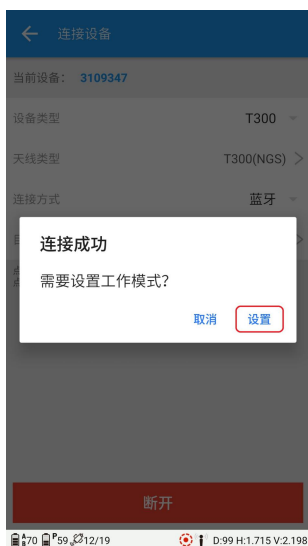 连接设备
当前设备： 3109347
设备类型 T300
天线类型 T300(NGS)
连接方式 蓝牙
连接成功
需要设置工作模式？
取消 设置
断开
A 70 P 59 12/19 D:99 H:1.715 V:2.198